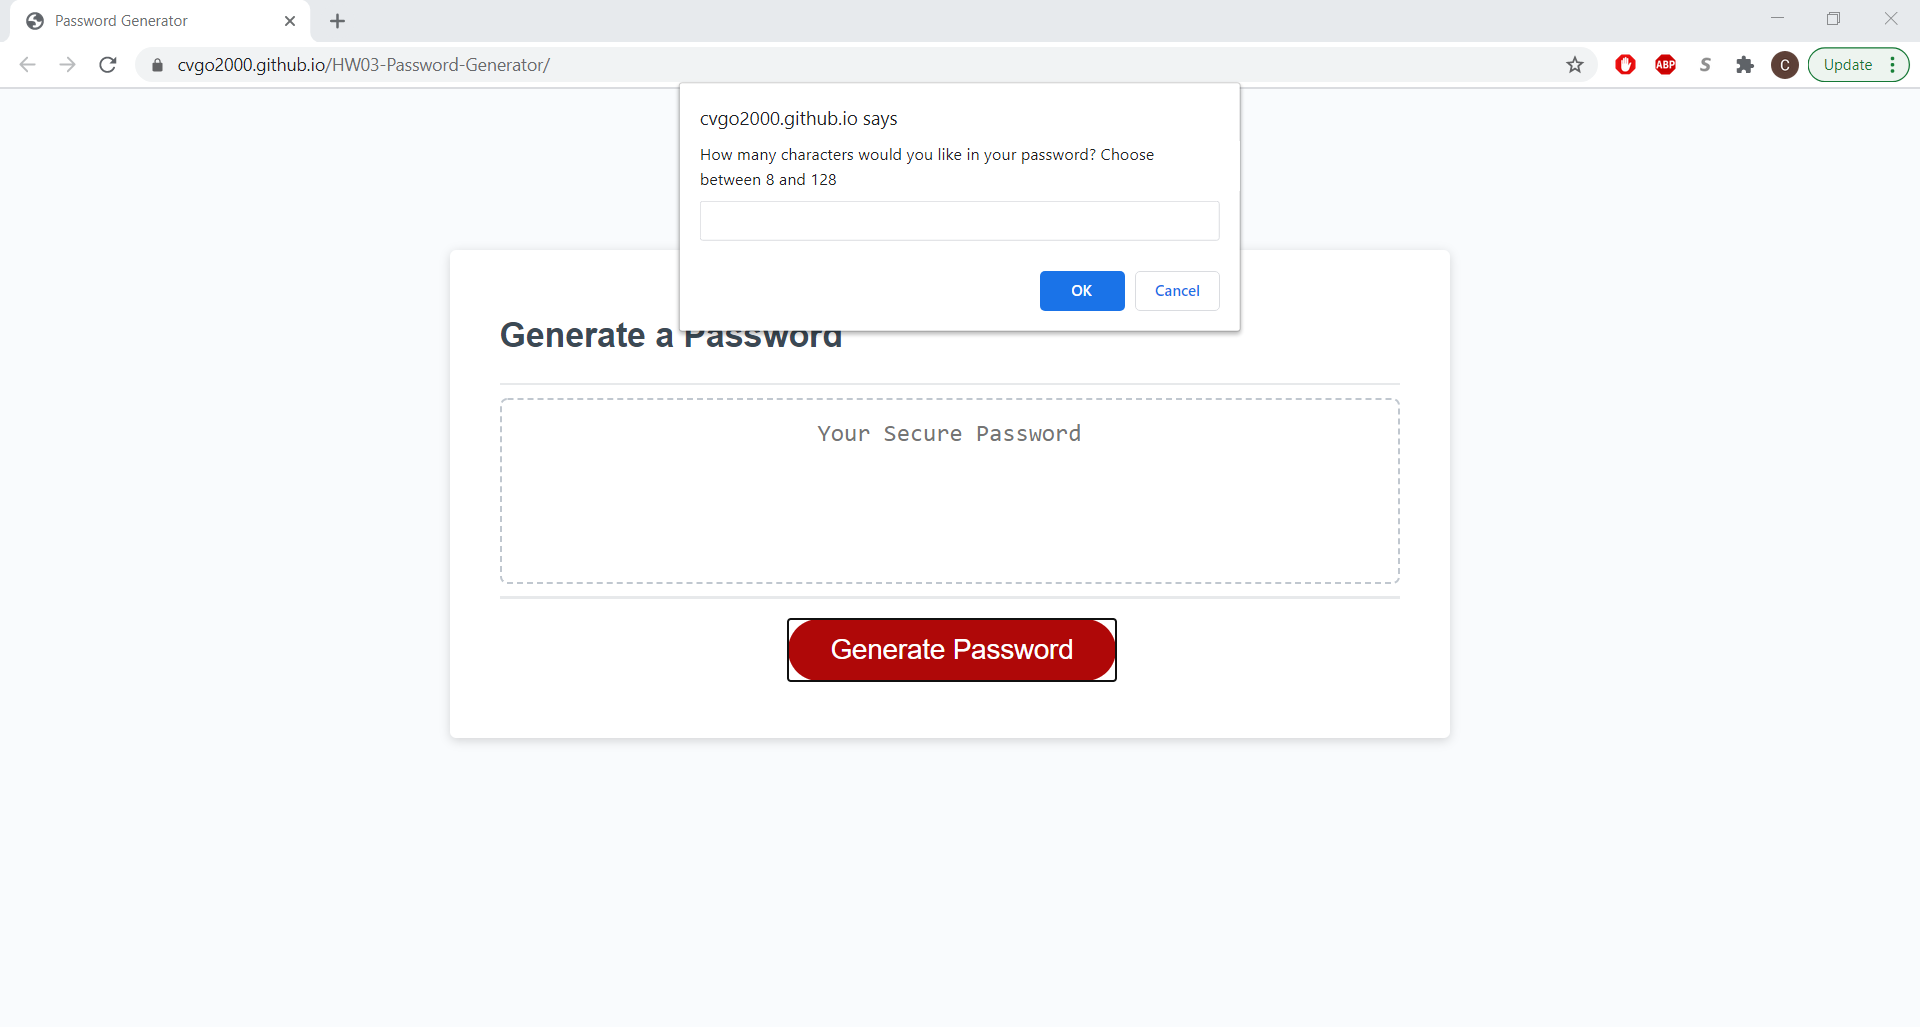 Password Generator
cvgo2000.github.io/HW03-Password-Generator/
ABP
S
C
Update
cvgo2000.github.io says
How many characters would you like in your password? Choose
between 8 and 128
OK
Cancel
Generate a Password
Your Secure Password
Generate Password